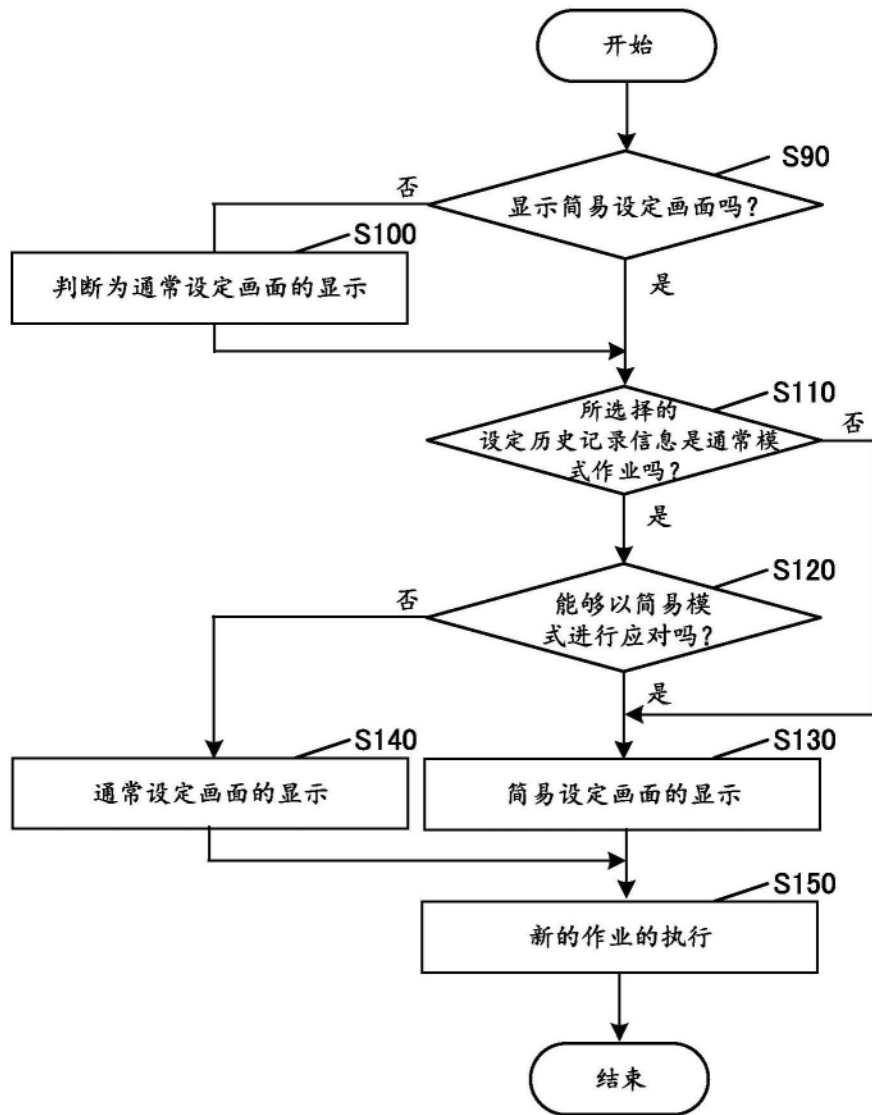 开始
S90
否
显示简易设定画面吗？
S100
判断为通常设定画面的显示
是
S110
所选择的
设定历史记录信息是通常模
式作业吗？
否
是
S120
否
能够以简易模
式进行应对吗？
是
S140
通常设定画面的显示
S130
简易设定画面的显示
S150
新的作业的执行
结束